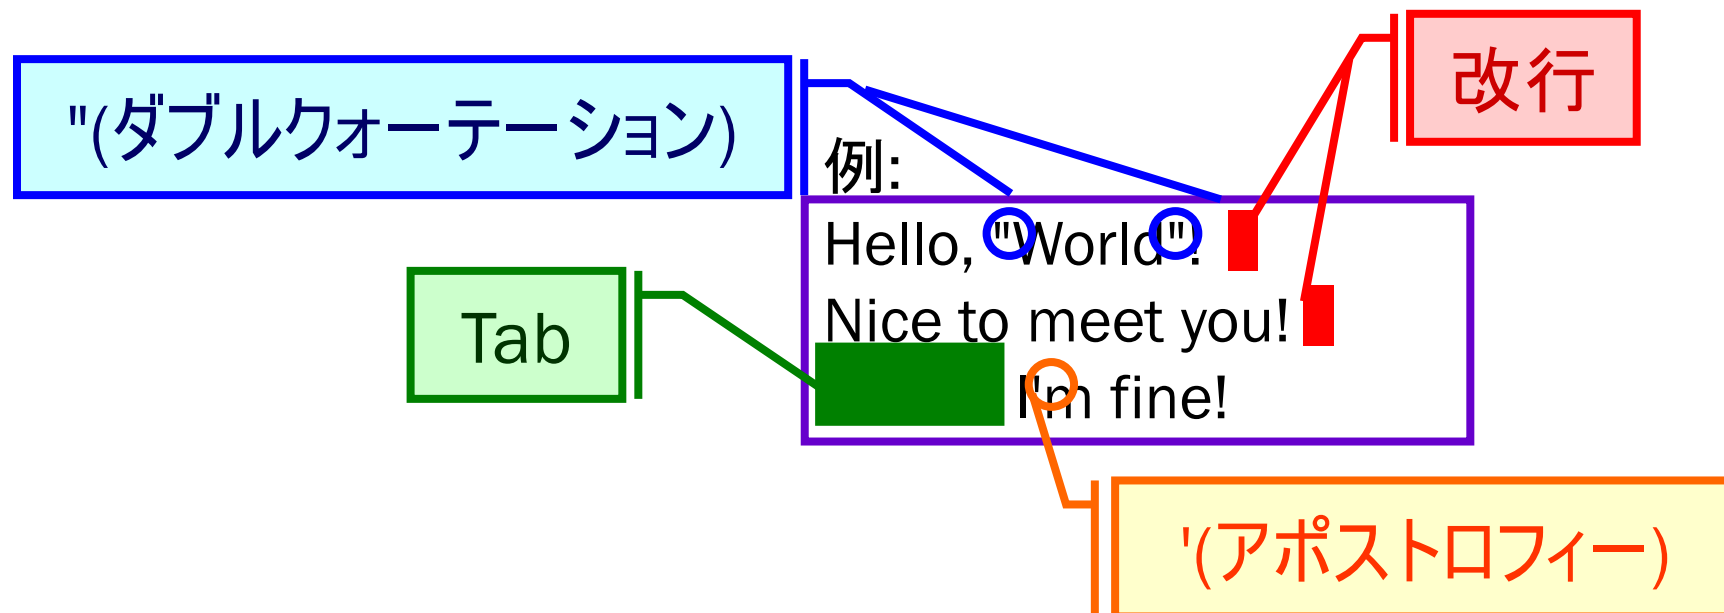 改行
"(ダブルクォーテーション)
例:
Hello, "World"!
Nice to meet you!
Tab
I'm fine!
'(アポストロフィー)